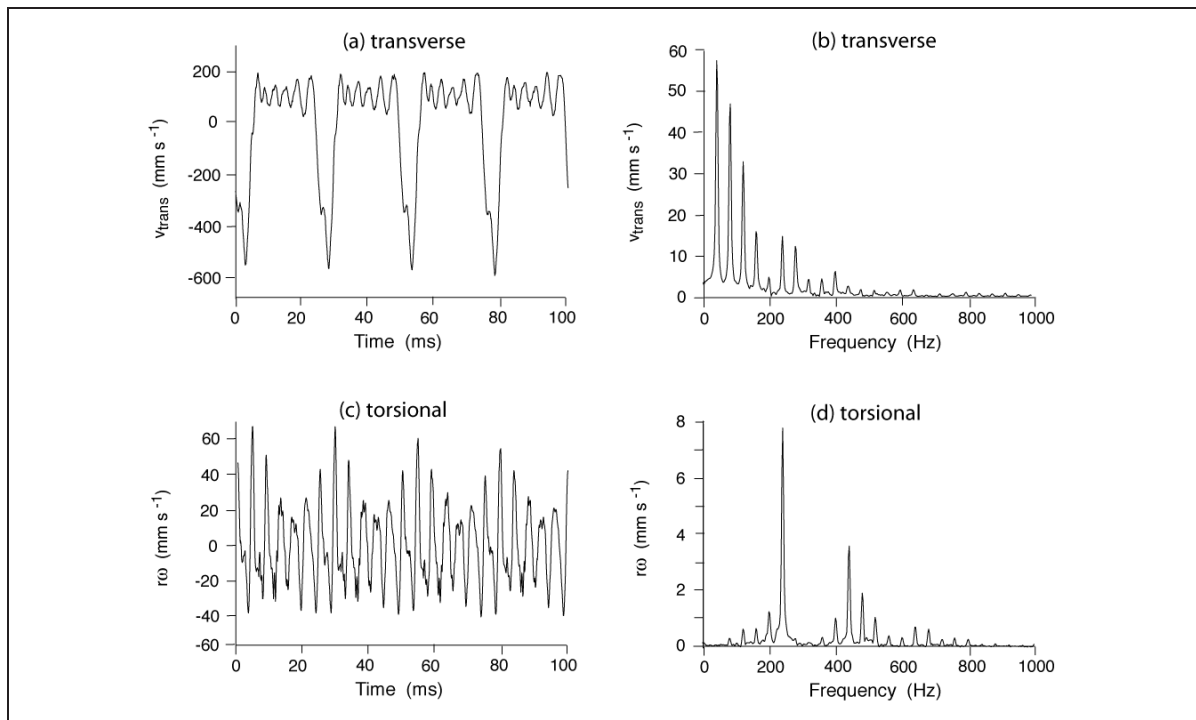 (a) transverse
200
0
-200
-400
-600
v_trans (mm s⁻¹)
0 20 40 60 80 100
Time (ms)
(b) transverse
60
50
40
30
20
10
0
v_trans (mm s⁻¹)
0 200 400 600 800 1000
Frequency (Hz)
(c) torsional
60
40
20
0
-20
-40
-60
rω (mm s⁻¹)
0 20 40 60 80 100
Time (ms)
(d) torsional
8
6
4
2
0
rω (mm s⁻¹)
0 200 400 600 800 1000
Frequency (Hz)